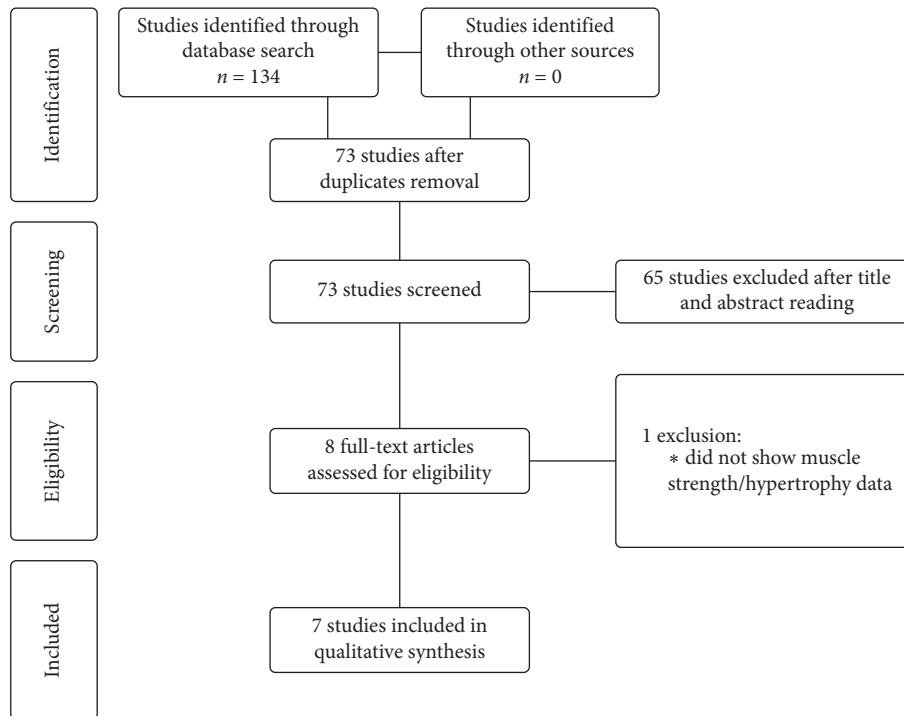 Identification
Studies identified through
database search
n = 134
Studies identified
through other sources
n = 0
73 studies after
duplicates removal
Screening
73 studies screened
65 studies excluded after title
and abstract reading
Eligibility
8 full-text articles
assessed for eligibility
1 exclusion:
∗ did not show muscle
strength/hypertrophy data
Included
7 studies included in
qualitative synthesis